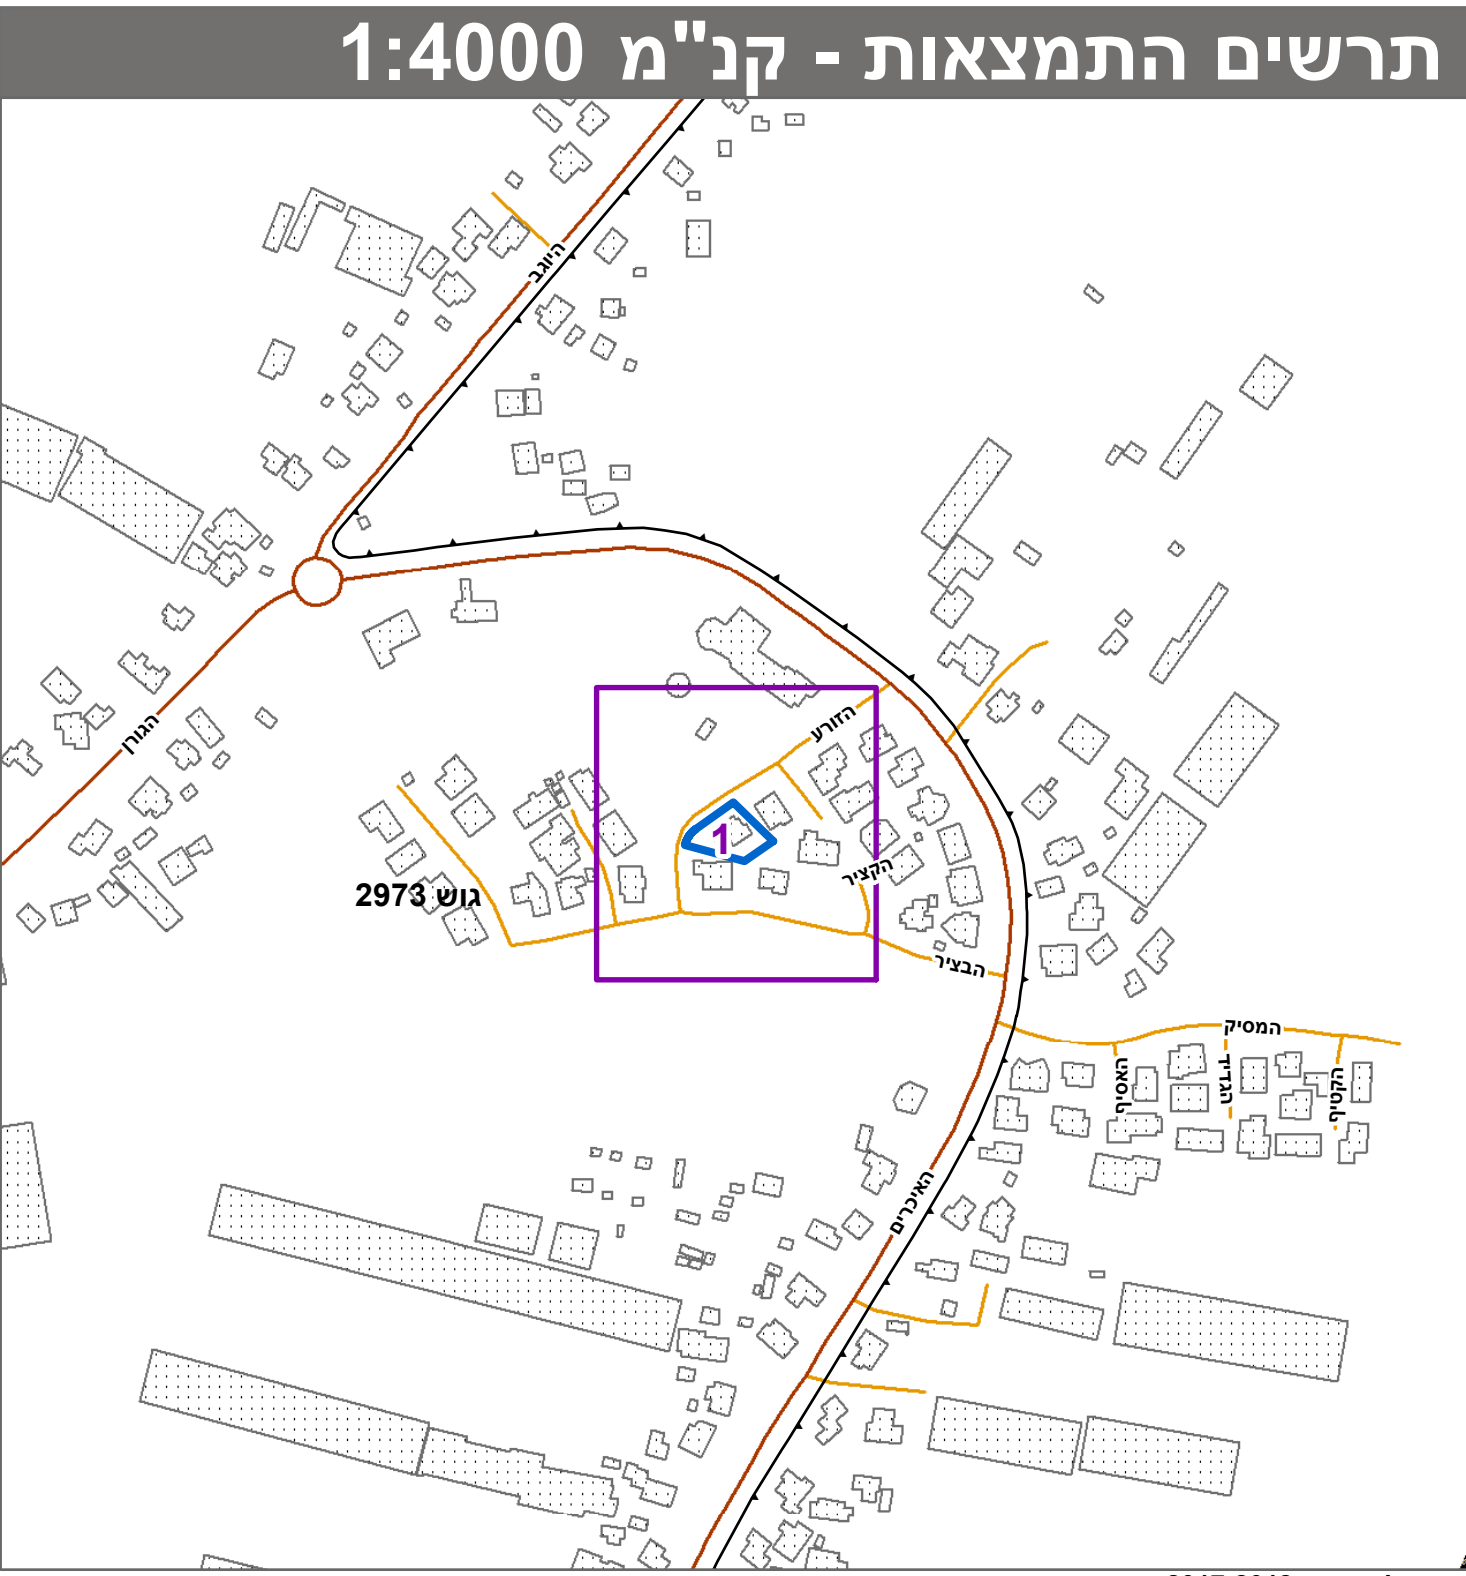 תרשים התמצאות - קנ"מ 1:4000
היוגב
הגורן
הזורע
1
הקציר
גוש 2973
הבציר
המסיק
האסיף
הגדיד
הקטיף
האיכרים